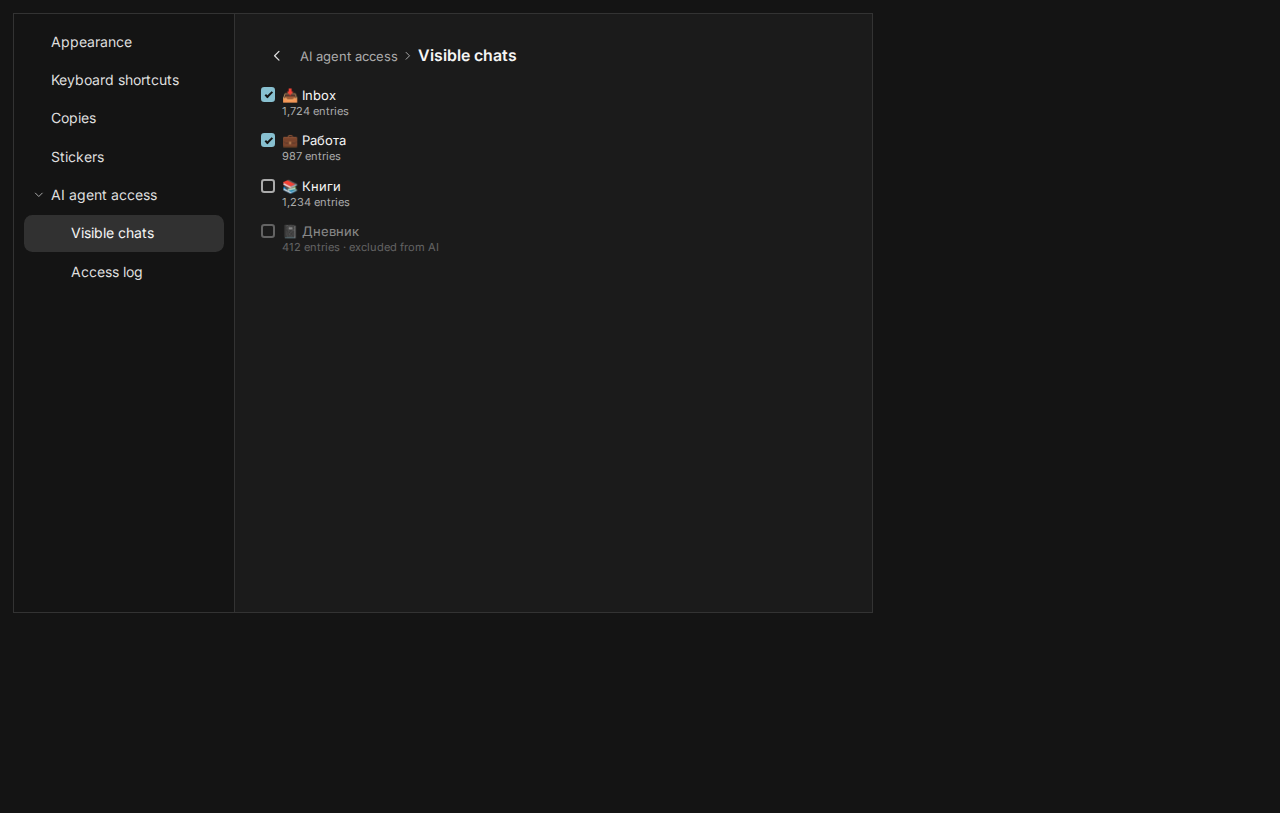 Appearance
Keyboard shortcuts
Copies
Stickers
AI agent access
Visible chats
Access log
AI agent access > Visible chats
📥 Inbox
1,724 entries
💼 Работа
987 entries
📚 Книги
1,234 entries
📓 Дневник
412 entries · excluded from AI